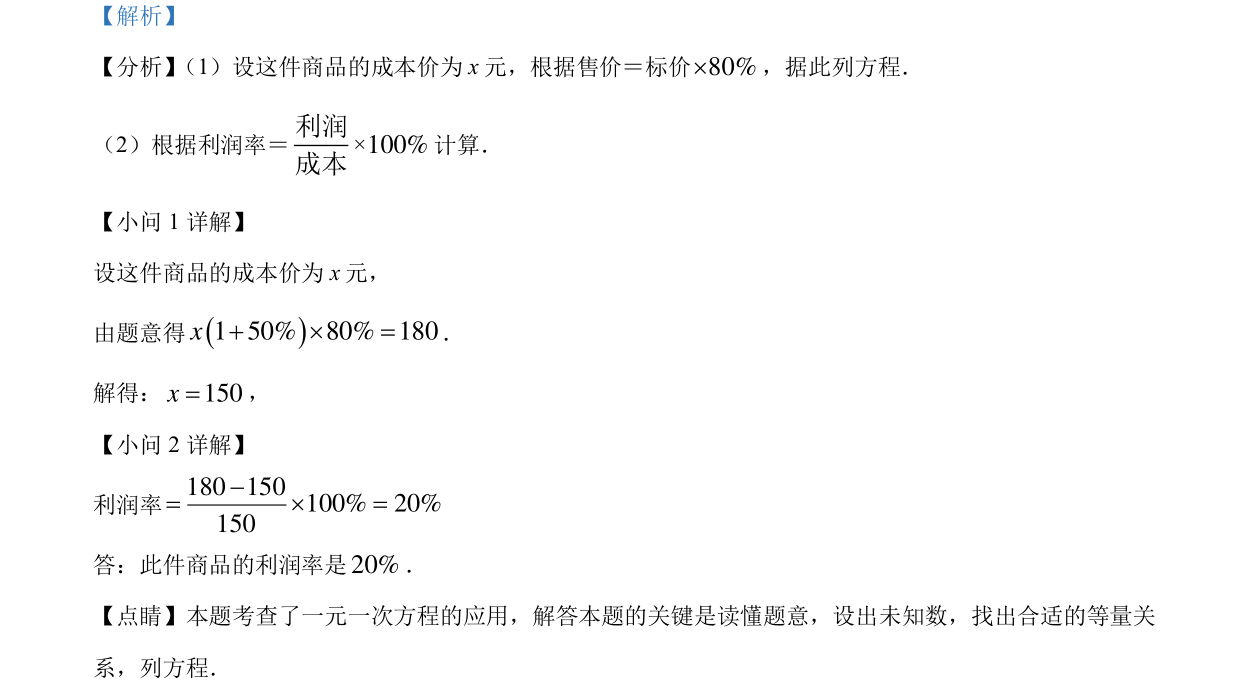 【解析】
【分析】（1）设这件商品的成本价为 x 元，根据售价＝标价×80%，据此列方程．
（2）根据利润率＝利润/成本×100% 计算．
【小问 1 详解】
设这件商品的成本价为 x 元，
由题意得 x(1+50%)×80%=180．
解得： x=150，
【小问 2 详解】
利润率=(180−150)/150×100%=20%
答：此件商品的利润率是 20%．
【点睛】本题考查了一元一次方程的应用，解答本题的关键是读懂题意，设出未知数，找出合适的等量关
系，列方程．